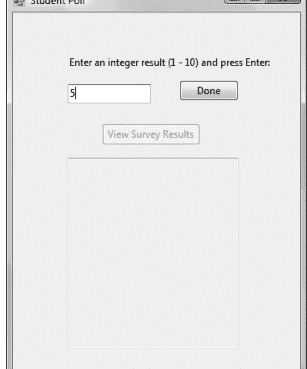 Student Poll
Enter an integer result (1 - 10) and press Enter:
5
Done
View Survey Results